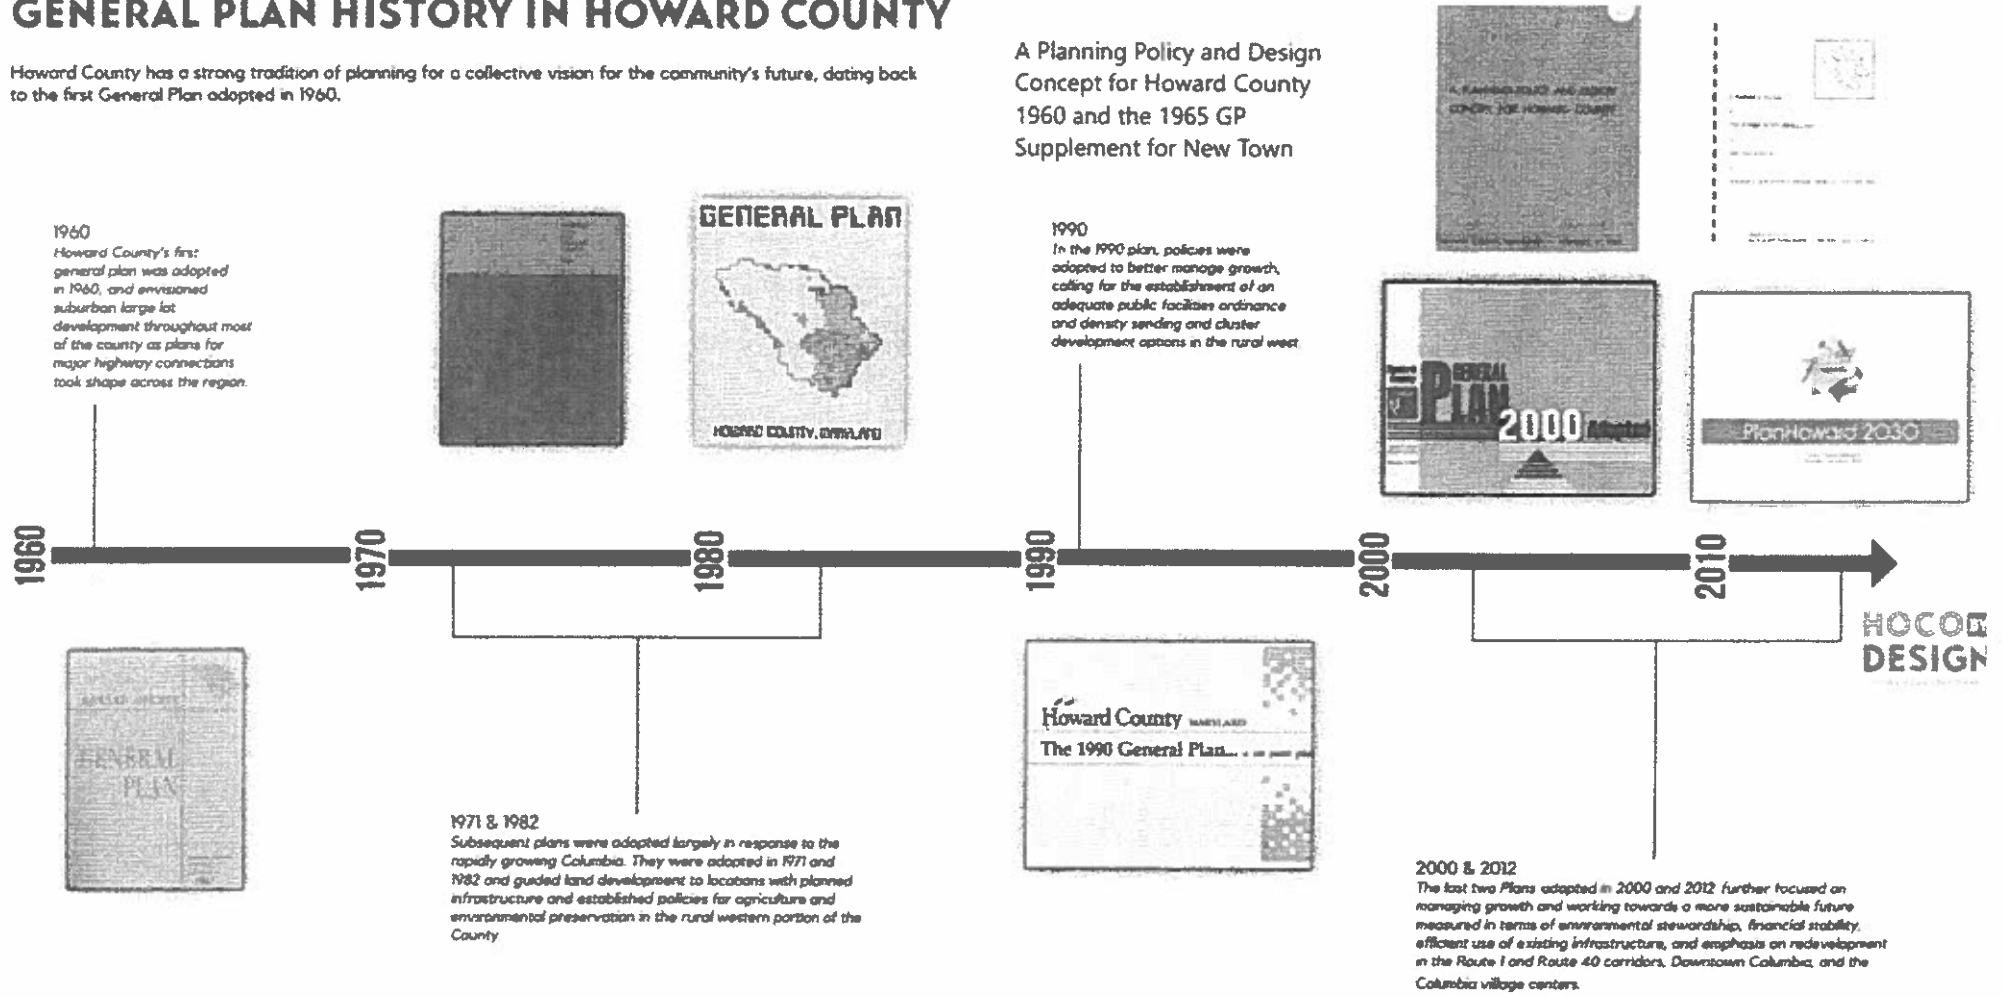 GENERAL PLAN HISTORY IN HOWARD COUNTY
Howard County has a strong tradition of planning for a collective vision for the community's future, dating back
to the first General Plan adopted in 1960.
A Planning Policy and Design
Concept for Howard County
1960 and the 1965 GP
Supplement for New Town
A PLANNING POLICY AND DESIGN
CONCEPT FOR HOWARD COUNTY
1960
Howard County's first
general plan was adopted
in 1960, and envisioned
suburban large lot
development throughout most
of the county as plans for
major highway connections
took shape across the region.
GENERAL PLAN
HOWARD COUNTY, MARYLAND
1990
In the 1990 plan, policies were
adopted to better manage growth,
calling for the establishment of an
adequate public facilities ordinance
and density sending and cluster
development options in the rural west
GENERAL
PLAN
2000 Adopted
PlanHoward 2030
1960
1970
1980
1990
2000
2010
HOCO BY
DESIGN
GENERAL
PLAN
Howard County MARYLAND
The 1990 General Plan...
1971 & 1982
Subsequent plans were adopted largely in response to the
rapidly growing Columbia. They were adopted in 1971 and
1982 and guided land development to locations with planned
infrastructure and established policies for agriculture and
environmental preservation in the rural western portion of the
County
2000 & 2012
The last two Plans adopted in 2000 and 2012 further focused on
managing growth and working towards a more sustainable future
measured in terms of environmental stewardship, financial stability,
efficient use of existing infrastructure, and emphasis on redevelopment
in the Route 1 and Route 40 corridors, Downtown Columbia, and the
Columbia village centers.